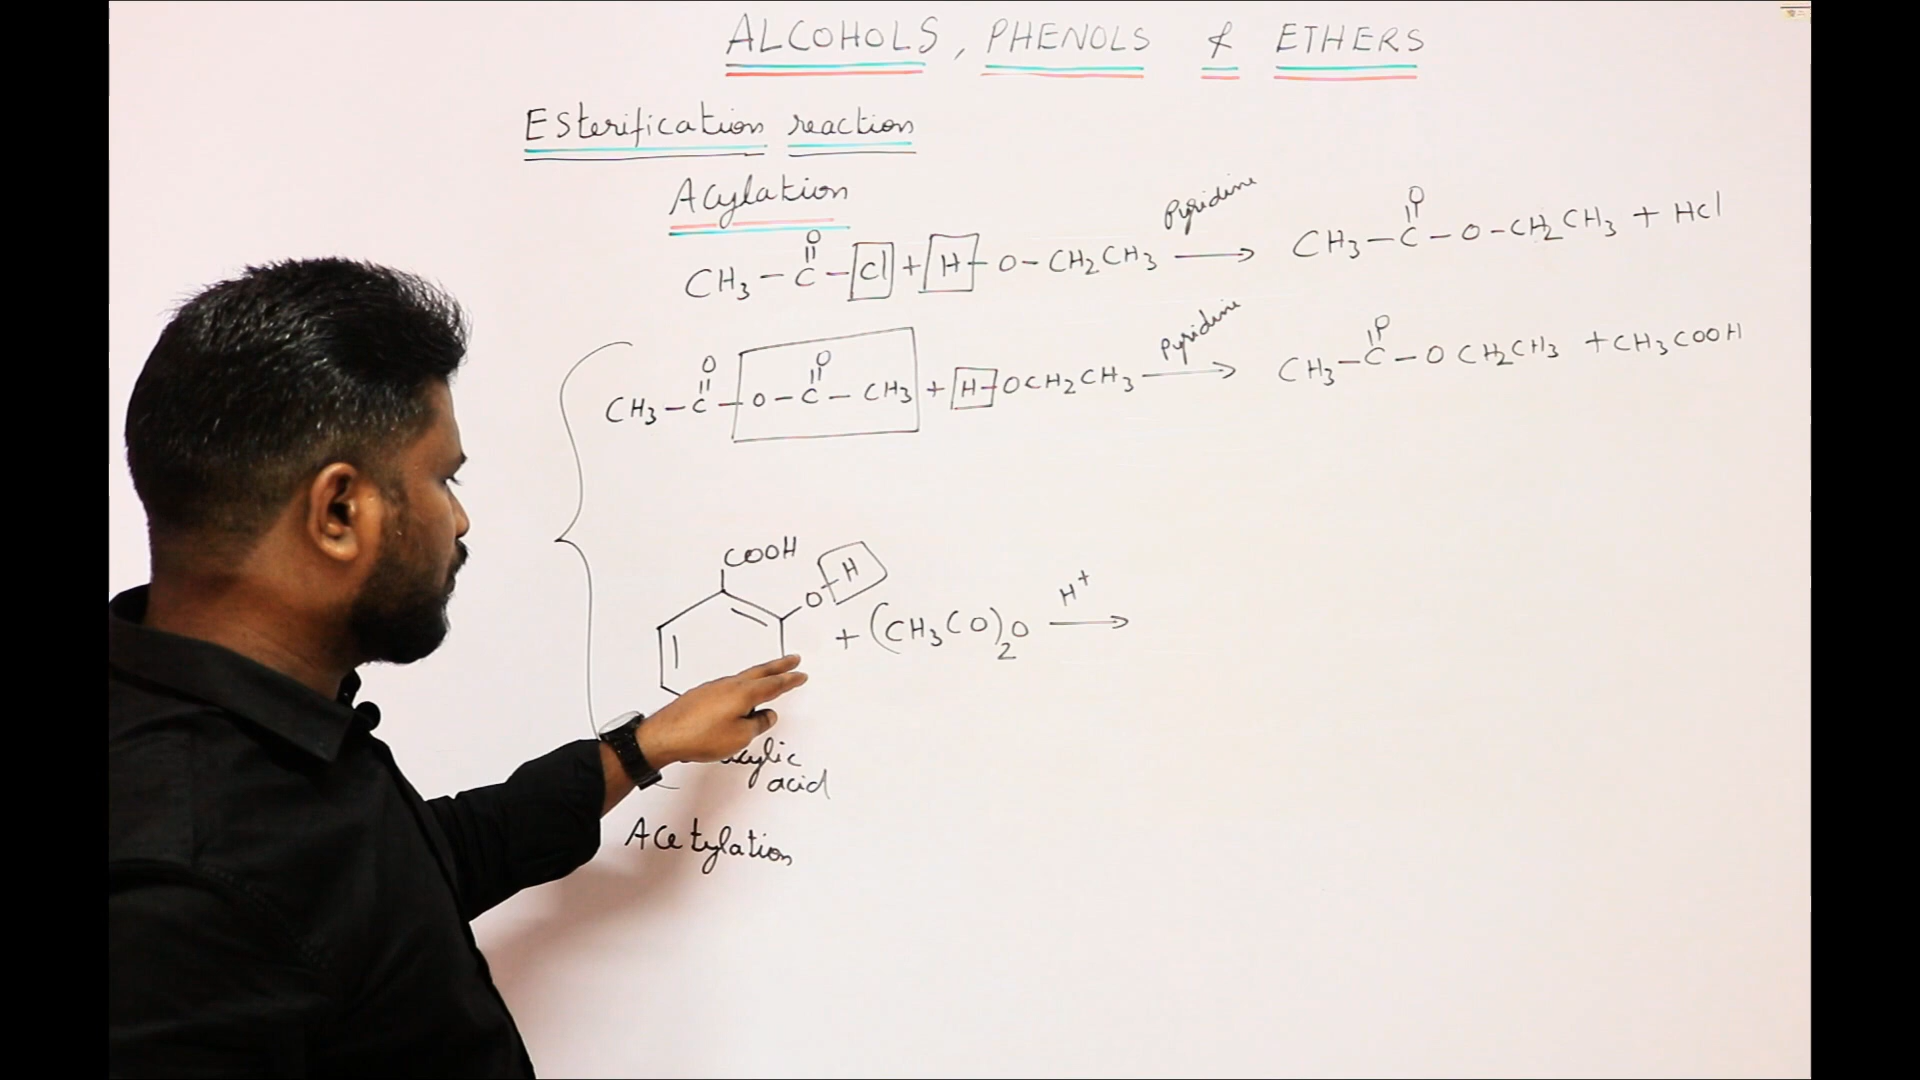 ALCOHOLS, PHENOLS & ETHERS
Esterification reaction
Acylation
O
||
CH3 – C – Cl + H – O – CH2CH3 Pyridine → CH3 – C – O – CH2CH3 + HCl
O
||
O
||
O
||
CH3 – C – O – C – CH3 + H – OCH2CH3 Pyridine → CH3 – C – O CH2CH3 + CH3COOH
O
||
COOH
O – H
+ (CH3CO)2O H+ →
acid
Acetylation